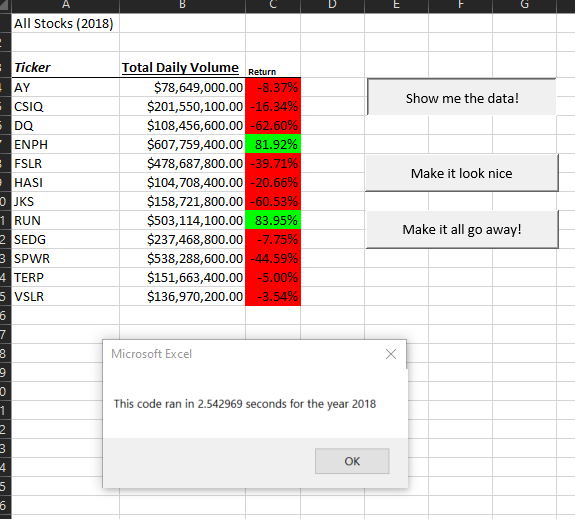 A B C D E F G
All Stocks (2018)
Ticker Total Daily Volume Return
AY $78,649,000.00 -8.37%
CSIQ $201,550,100.00 -16.34%
DQ $108,456,600.00 -62.60%
ENPH $607,759,400.00 81.92%
FSLR $478,687,800.00 -39.71%
HASI $104,708,400.00 -20.66%
JKS $158,721,800.00 -60.53%
RUN $503,114,100.00 83.95%
SEDG $237,468,800.00 -7.75%
SPWR $538,288,600.00 -44.59%
TERP $151,663,400.00 -5.00%
VSLR $136,970,200.00 -3.54%
Show me the data!
Make it look nice
Make it all go away!
Microsoft Excel
This code ran in 2.542969 seconds for the year 2018
OK